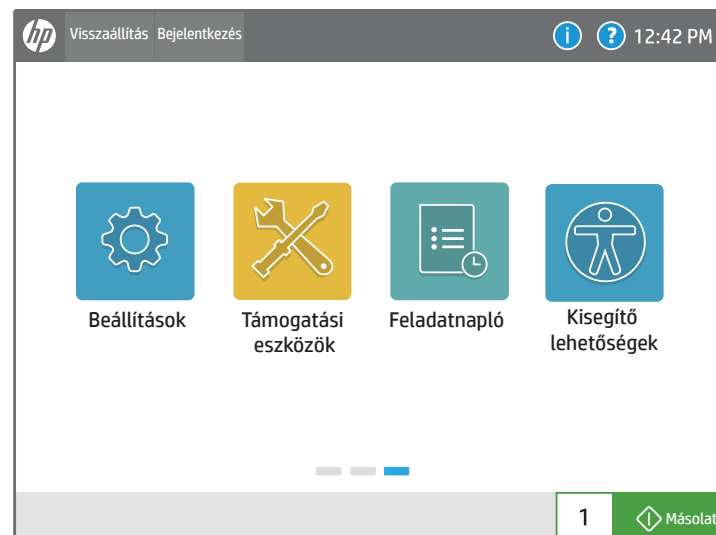 hp Visszaállítás Bejelentkezés i ? 12:42 PM
Beállítások
Támogatási
eszközök
Feladatnapló
Kisegítő
lehetőségek
1 Másolat